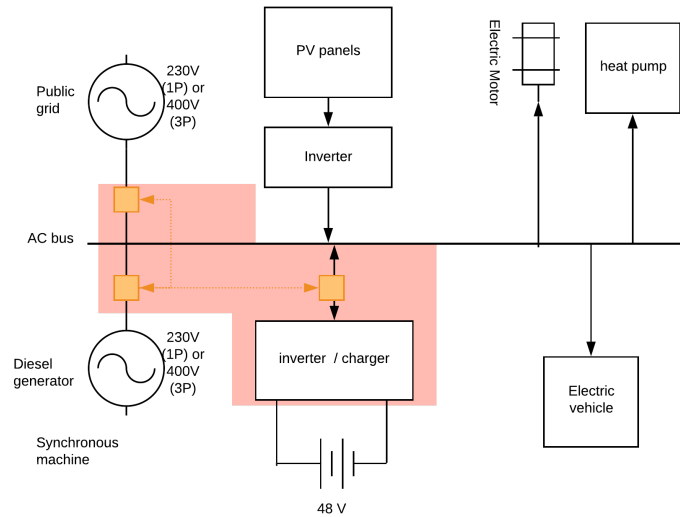 Public
grid
230V
(1P) or
400V
(3P)
PV panels
Electric Motor
heat pump
Inverter
AC bus
Diesel
generator
230V
(1P) or
400V
(3P)
inverter / charger
Electric
vehicle
Synchronous
machine
48 V